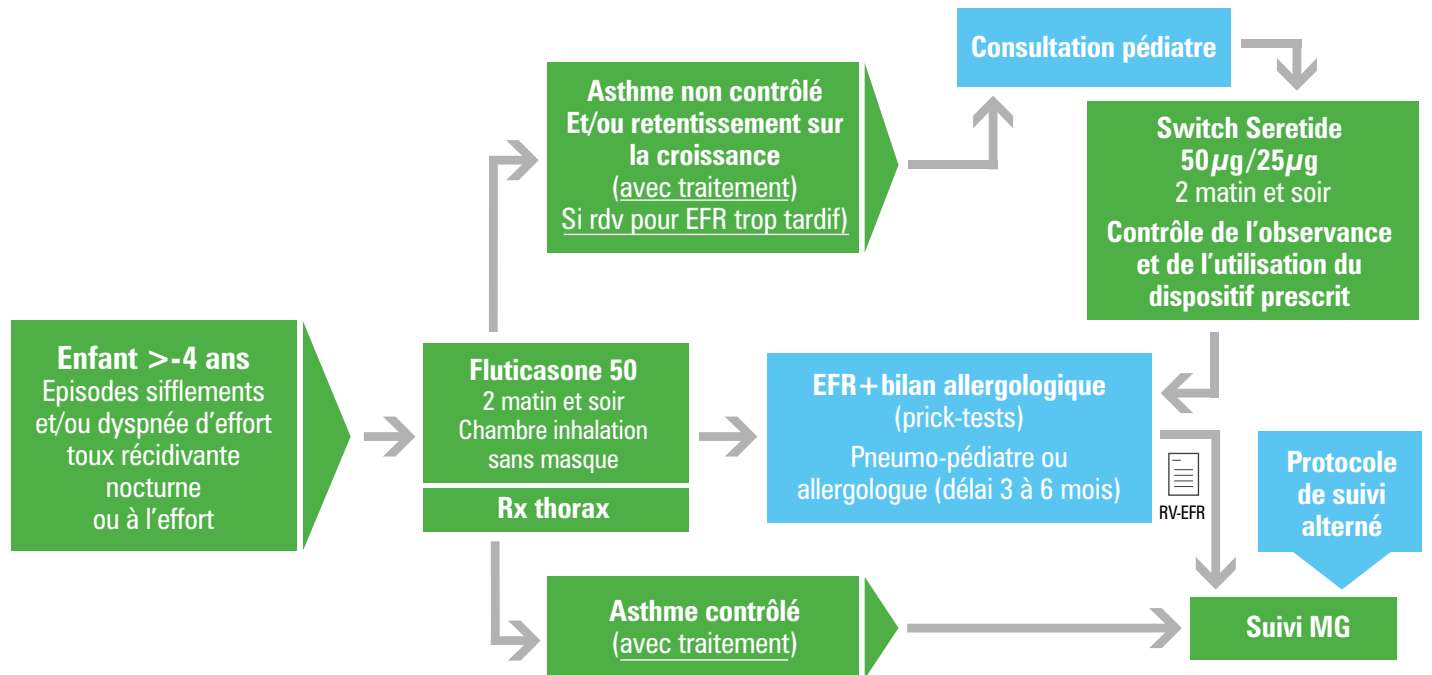 Enfant >-4 ans
Episodes sifflements
et/ou dyspnée d'effort
toux récidivante
nocturne
ou à l'effort
Fluticasone 50
2 matin et soir
Chambre inhalation
sans masque
Rx thorax
Asthme non contrôlé
Et/ou retentissement sur
la croissance
(avec traitement)
Si rdv pour EFR trop tardif)
Consultation pédiatre
Switch Seretide
50µg/25µg
2 matin et soir
Contrôle de l'observance
et de l'utilisation du
dispositif prescrit
EFR+bilan allergologique
(prick-tests)
Pneumo-pédiatre ou
allergologue (délai 3 à 6 mois)
RV-EFR
Protocole
de suivi
alterné
Asthme contrôlé
(avec traitement)
Suivi MG